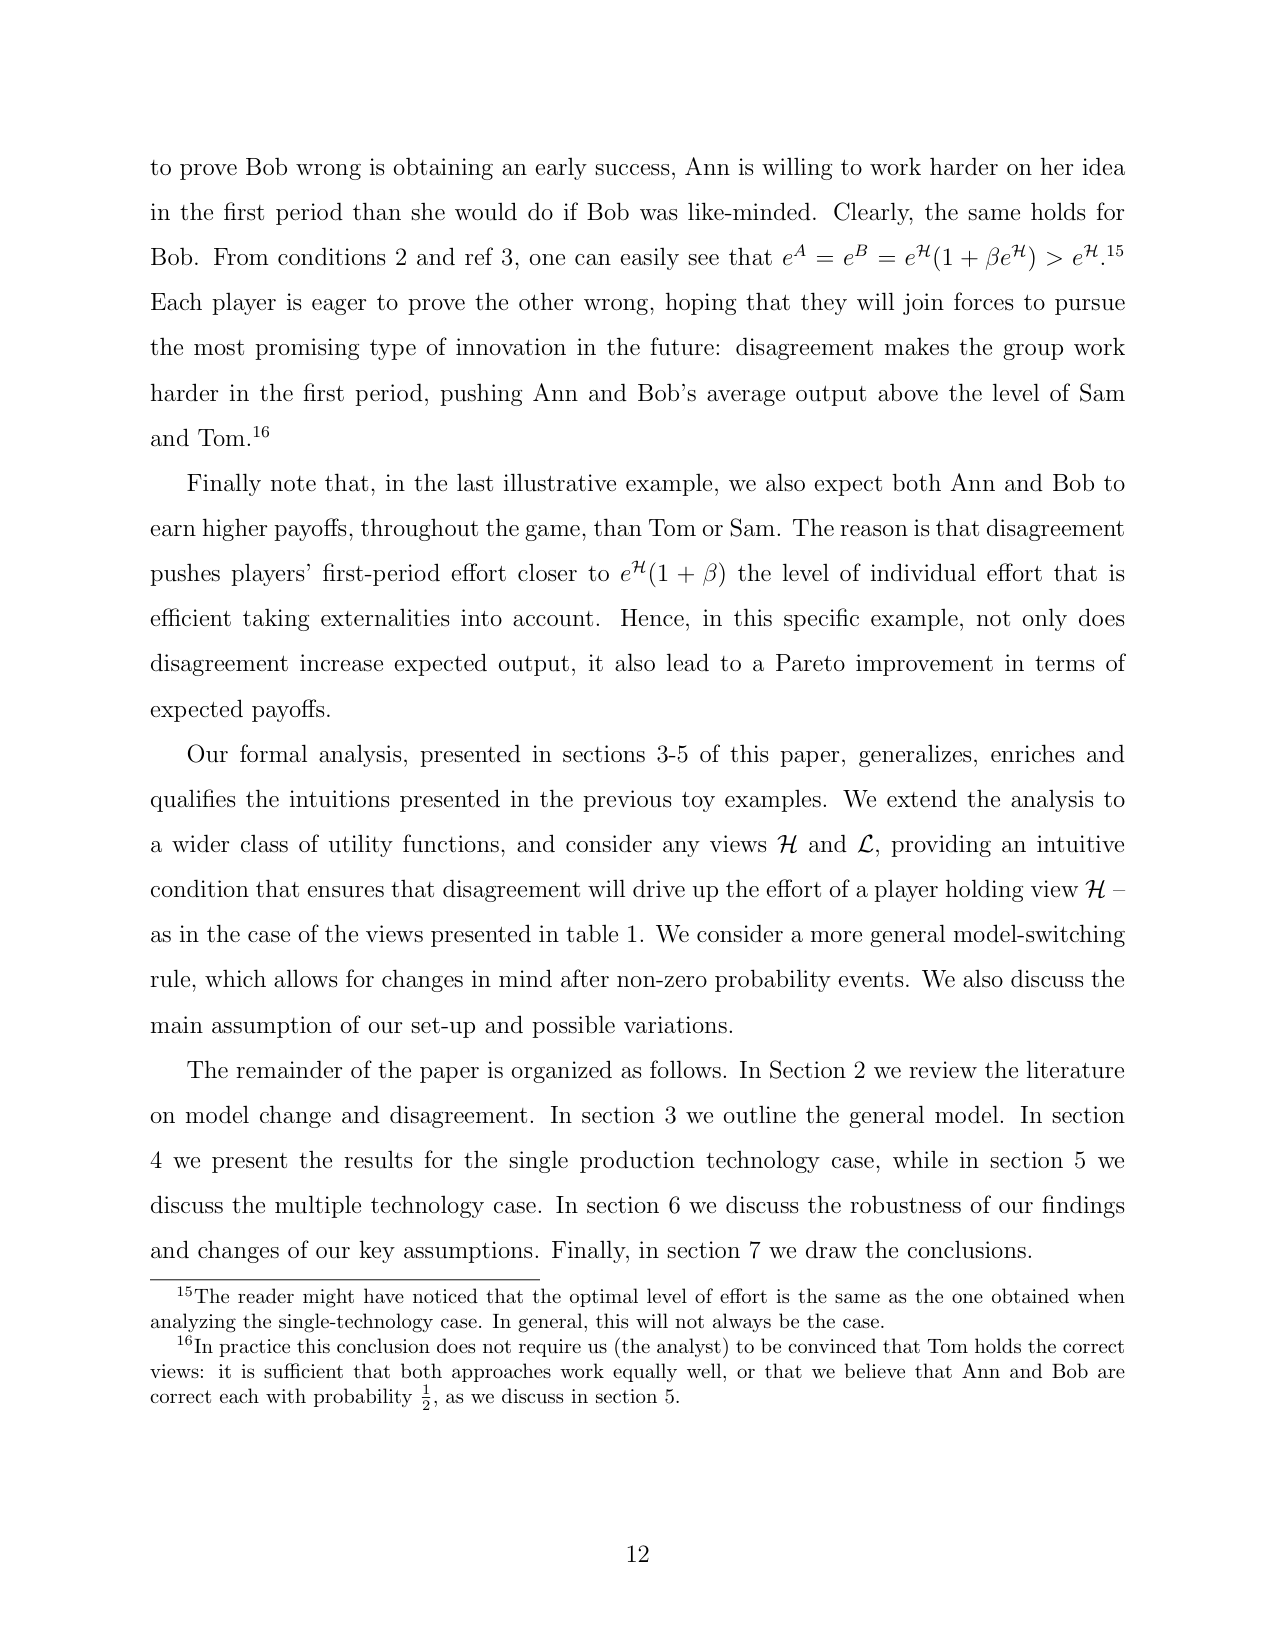 to prove Bob wrong is obtaining an early success, Ann is willing to work harder on her idea
in the first period than she would do if Bob was like-minded. Clearly, the same holds for
Bob. From conditions 2 and ref 3, one can easily see that e^A = e^B = e^ℋ(1 + βe^ℋ) > e^ℋ.^15
Each player is eager to prove the other wrong, hoping that they will join forces to pursue
the most promising type of innovation in the future: disagreement makes the group work
harder in the first period, pushing Ann and Bob's average output above the level of Sam
and Tom.^16
Finally note that, in the last illustrative example, we also expect both Ann and Bob to
earn higher payoffs, throughout the game, than Tom or Sam. The reason is that disagreement
pushes players' first-period effort closer to e^ℋ(1 + β) the level of individual effort that is
efficient taking externalities into account. Hence, in this specific example, not only does
disagreement increase expected output, it also lead to a Pareto improvement in terms of
expected payoffs.
Our formal analysis, presented in sections 3-5 of this paper, generalizes, enriches and
qualifies the intuitions presented in the previous toy examples. We extend the analysis to
a wider class of utility functions, and consider any views ℋ and ℒ, providing an intuitive
condition that ensures that disagreement will drive up the effort of a player holding view ℋ –
as in the case of the views presented in table 1. We consider a more general model-switching
rule, which allows for changes in mind after non-zero probability events. We also discuss the
main assumption of our set-up and possible variations.
The remainder of the paper is organized as follows. In Section 2 we review the literature
on model change and disagreement. In section 3 we outline the general model. In section
4 we present the results for the single production technology case, while in section 5 we
discuss the multiple technology case. In section 6 we discuss the robustness of our findings
and changes of our key assumptions. Finally, in section 7 we draw the conclusions.
^15The reader might have noticed that the optimal level of effort is the same as the one obtained when
analyzing the single-technology case. In general, this will not always be the case.
^16In practice this conclusion does not require us (the analyst) to be convinced that Tom holds the correct
views: it is sufficient that both approaches work equally well, or that we believe that Ann and Bob are
correct each with probability 1/2, as we discuss in section 5.
12